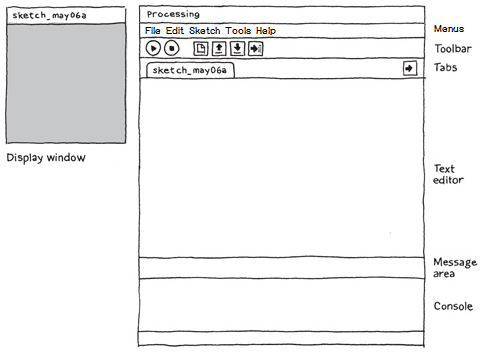 sketch_may06a
Display window
Processing
File Edit Sketch Tools Help
Menus
Toolbar
sketch_may06a
Tabs
Text
editor
Message
area
Console